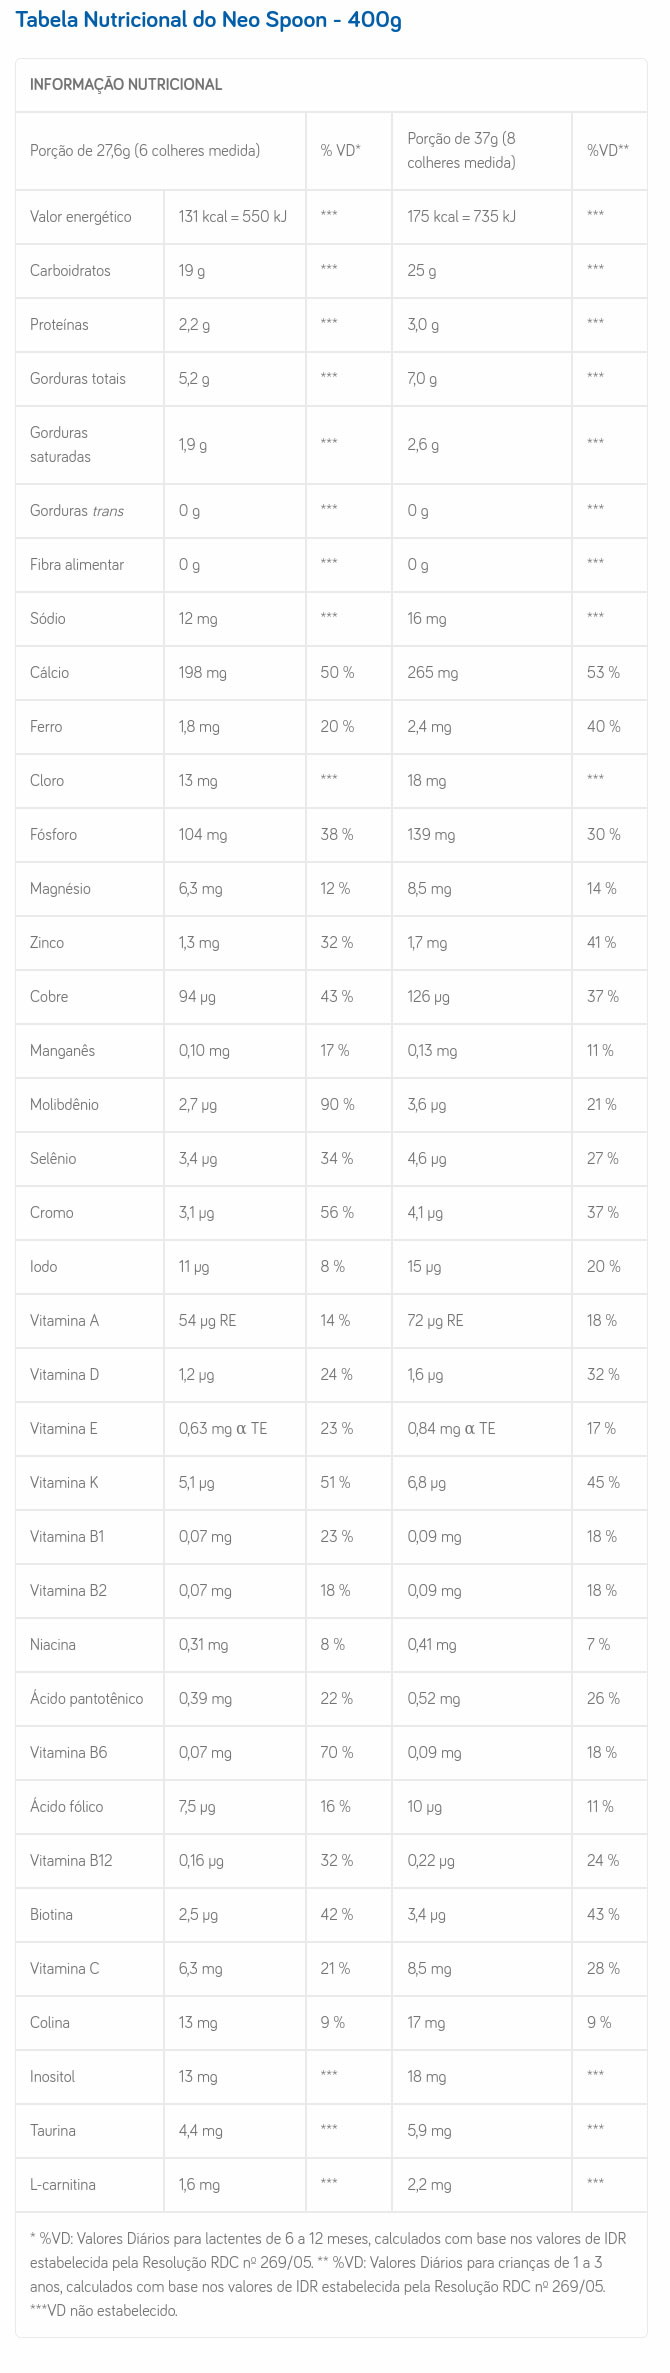 Tabela Nutricional do Neo Spoon - 400g
INFORMAÇÃO NUTRICIONAL
Porção de 27,6g (6 colheres medida) % VD* Porção de 37g (8 colheres medida) %VD**
Valor energético 131 kcal = 550 kJ *** 175 kcal = 735 kJ ***
Carboidratos 19 g *** 25 g ***
Proteínas 2,2 g *** 3,0 g ***
Gorduras totais 5,2 g *** 7,0 g ***
Gorduras saturadas 1,9 g *** 2,6 g ***
Gorduras trans 0 g *** 0 g ***
Fibra alimentar 0 g *** 0 g ***
Sódio 12 mg *** 16 mg ***
Cálcio 198 mg 50 % 265 mg 53 %
Ferro 1,8 mg 20 % 2,4 mg 40 %
Cloro 13 mg *** 18 mg ***
Fósforo 104 mg 38 % 139 mg 30 %
Magnésio 6,3 mg 12 % 8,5 mg 14 %
Zinco 1,3 mg 32 % 1,7 mg 41 %
Cobre 94 µg 43 % 126 µg 37 %
Manganês 0,10 mg 17 % 0,13 mg 11 %
Molibdênio 2,7 µg 90 % 3,6 µg 21 %
Selênio 3,4 µg 34 % 4,6 µg 27 %
Cromo 3,1 µg 56 % 4,1 µg 37 %
Iodo 11 µg 8 % 15 µg 20 %
Vitamina A 54 µg RE 14 % 72 µg RE 18 %
Vitamina D 1,2 µg 24 % 1,6 µg 32 %
Vitamina E 0,63 mg α TE 23 % 0,84 mg α TE 17 %
Vitamina K 5,1 µg 51 % 6,8 µg 45 %
Vitamina B1 0,07 mg 23 % 0,09 mg 18 %
Vitamina B2 0,07 mg 18 % 0,09 mg 18 %
Niacina 0,31 mg 8 % 0,41 mg 7 %
Ácido pantotênico 0,39 mg 22 % 0,52 mg 26 %
Vitamina B6 0,07 mg 70 % 0,09 mg 18 %
Ácido fólico 7,5 µg 16 % 10 µg 11 %
Vitamina B12 0,16 µg 32 % 0,22 µg 24 %
Biotina 2,5 µg 42 % 3,4 µg 43 %
Vitamina C 6,3 mg 21 % 8,5 mg 28 %
Colina 13 mg 9 % 17 mg 9 %
Inositol 13 mg *** 18 mg ***
Taurina 4,4 mg *** 5,9 mg ***
L-carnitina 1,6 mg *** 2,2 mg ***
* %VD: Valores Diários para lactentes de 6 a 12 meses, calculados com base nos valores de IDR
estabelecida pela Resolução RDC nº 269/05. ** %VD: Valores Diários para crianças de 1 a 3
anos, calculados com base nos valores de IDR estabelecida pela Resolução RDC nº 269/05.
***VD não estabelecido.